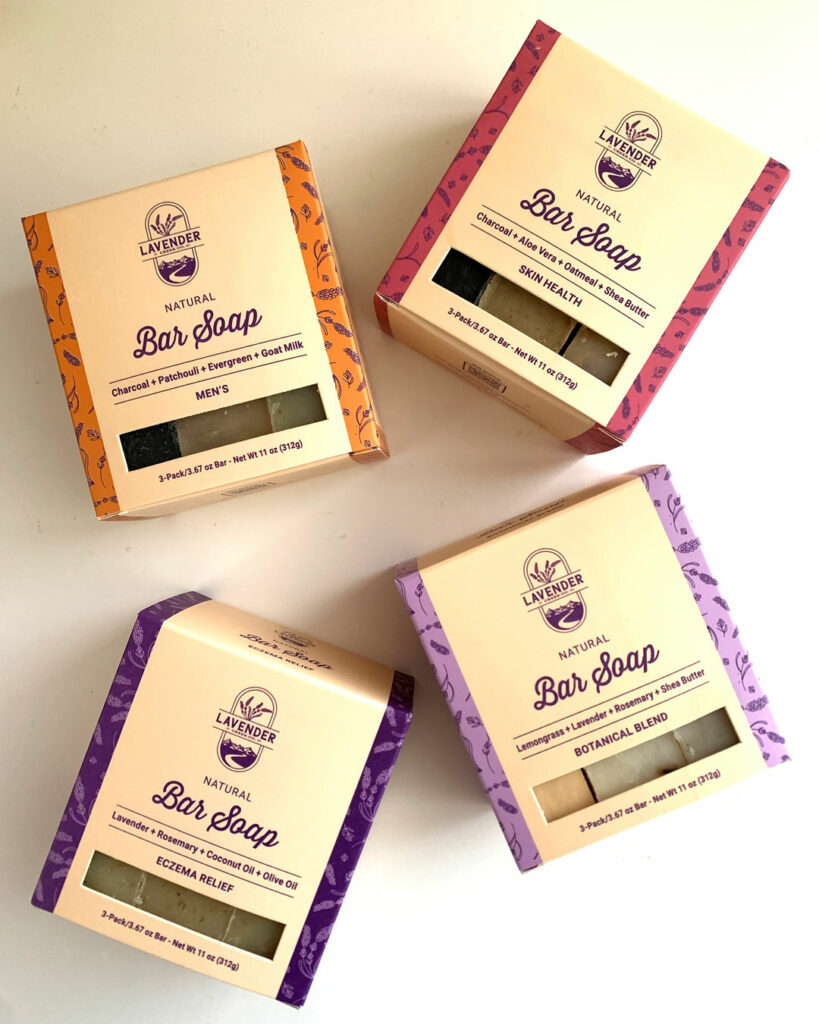 LAVENDER
NATURAL
Bar Soap
Charcoal + Patchouli + Evergreen + Goat Milk
MEN'S
3-Pack/3.67 oz Bar - Net Wt 11 oz (312g)
LAVENDER
NATURAL
Bar Soap
Charcoal + Aloe Vera + Oatmeal + Shea Butter
SKIN HEALTH
3-Pack/3.67 oz Bar - Net Wt 11 oz (312g)
Bar Soap
ECZEMA RELIEF
LAVENDER
NATURAL
Bar Soap
Lavender + Rosemary + Coconut Oil + Olive Oil
ECZEMA RELIEF
3-Pack/3.67 oz Bar - Net Wt 11 oz (312g)
LAVENDER
NATURAL
Bar Soap
Lemongrass + Lavender + Rosemary + Shea Butter
BOTANICAL BLEND
3-Pack/3.67 oz Bar - Net Wt 11 oz (312g)